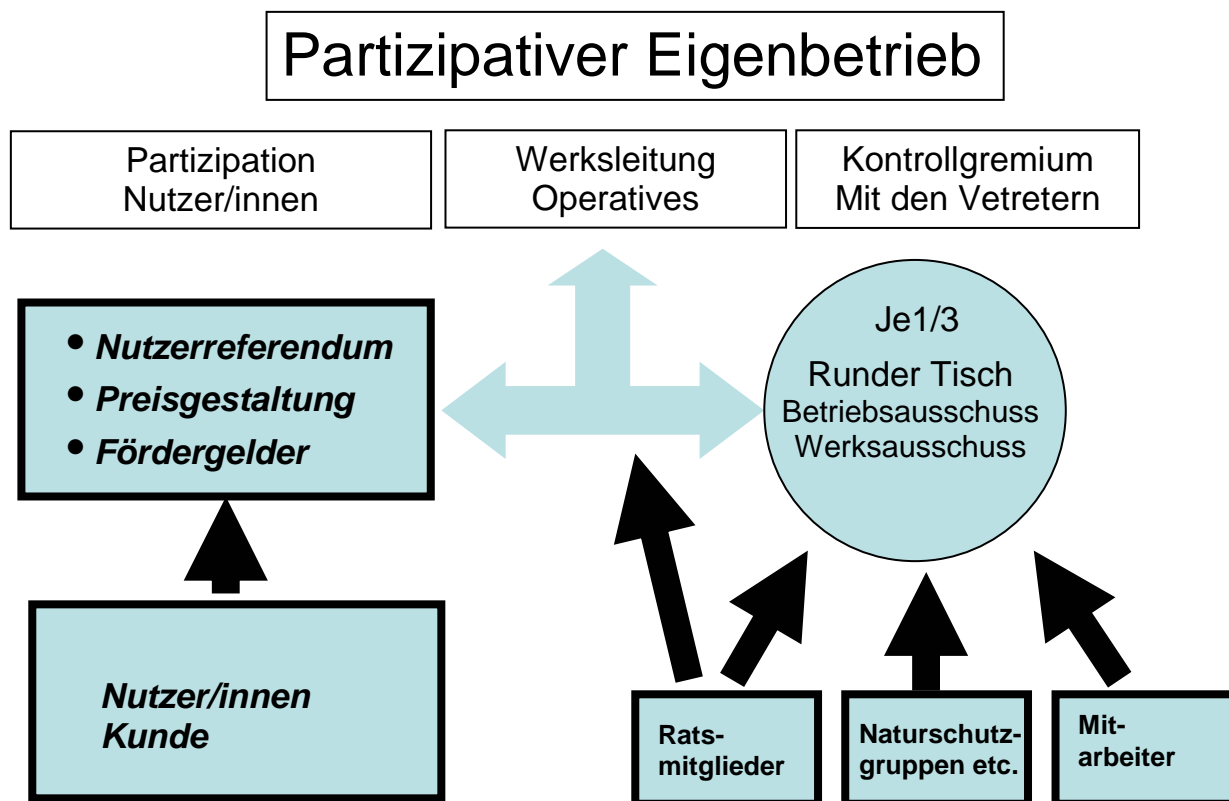 Partizipativer Eigenbetrieb
Partizipation
Nutzer/innen
Werksleitung
Operatives
Kontrollgremium
Mit den Vetretern
• Nutzerreferendum
• Preisgestaltung
• Fördergelder
Je1/3
Runder Tisch
Betriebsausschuss
Werksausschuss
Nutzer/innen
Kunde
Rats-
mitglieder
Naturschutz-
gruppen etc.
Mit-
arbeiter